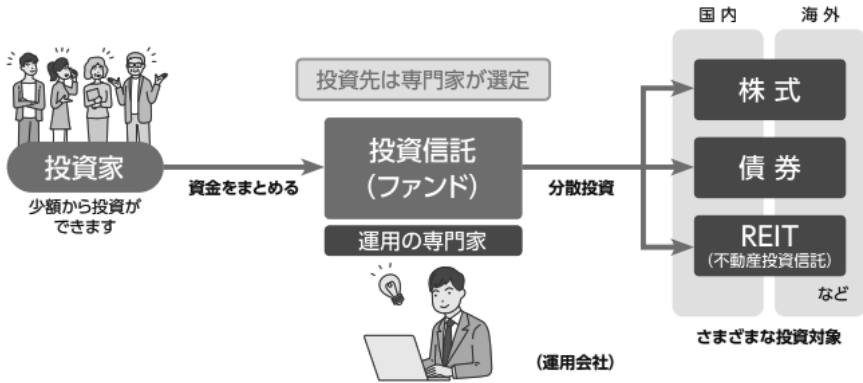 国内
海外
投資先は専門家が選定
投資家
少額から投資が
できます
資金をまとめる
投資信託
(ファンド)
運用の専門家
(運用会社)
分散投資
株式
債券
REIT
(不動産投資信託)
など
さまざまな投資対象